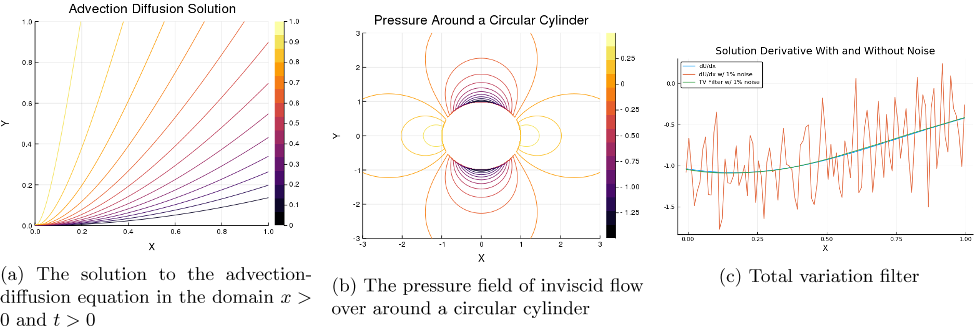 Advection Diffusion Solution
1.0
0.8
0.6
0.4
0.2
0.0
Y
0.0 0.2 0.4 0.6 0.8 1.0
X
1.0
0.9
0.8
0.7
0.6
0.5
0.4
0.3
0.2
0.1
0
(a) The solution to the advection-
diffusion equation in the domain x >
0 and t > 0
Pressure Around a Circular Cylinder
3
2
1
0
-1
-2
-3
Y
-3 -2 -1 0 1 2 3
X
0.25
0
-0.25
-0.50
-0.75
-1.00
-1.25
(b) The pressure field of inviscid flow
over around a circular cylinder
Solution Derivative With and Without Noise
dU/dx
dU/dx w/ 1% noise
TV Filter w/ 1% noise
0.0
-0.5
-1.0
-1.5
0.00 0.25 0.50 0.75 1.00
X
(c) Total variation filter